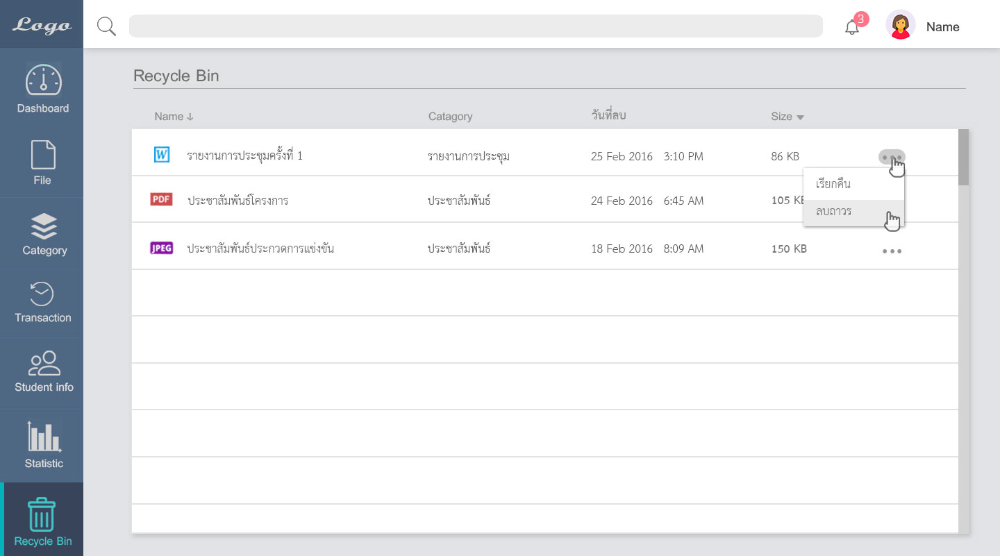 Logo
3
Name
Recycle Bin
Dashboard
File
Category
Transaction
Student info
Statistic
Recycle Bin
Name ↓ Catagory วันที่ลบ Size
W รายงานการประชุมครั้งที่ 1 รายงานการประชุม 25 Feb 2016 3:10 PM 86 KB
เรียกคืน
ลบถาวร
PDF ประชาสัมพันธ์โครงการ ประชาสัมพันธ์ 24 Feb 2016 6:45 AM 105
JPEG ประชาสัมพันธ์ประกวดการแข่งขัน ประชาสัมพันธ์ 18 Feb 2016 8:09 AM 150 KB